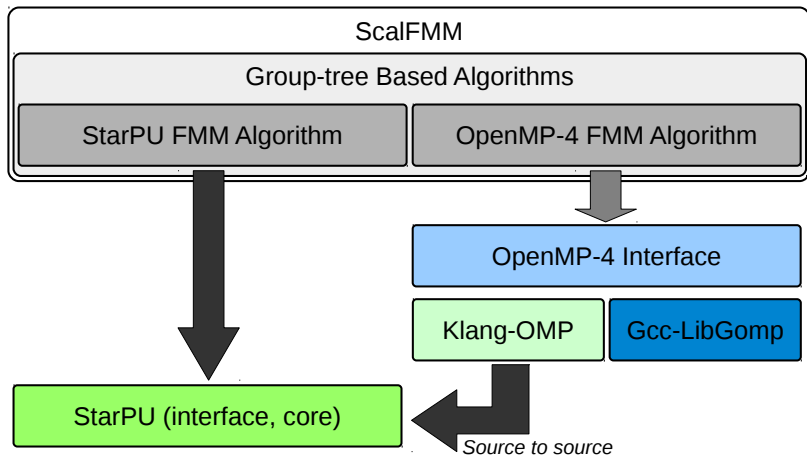 ScalFMM
Group-tree Based Algorithms
StarPU FMM Algorithm
OpenMP-4 FMM Algorithm
OpenMP-4 Interface
Klang-OMP
Gcc-LibGomp
StarPU (interface, core)
Source to source